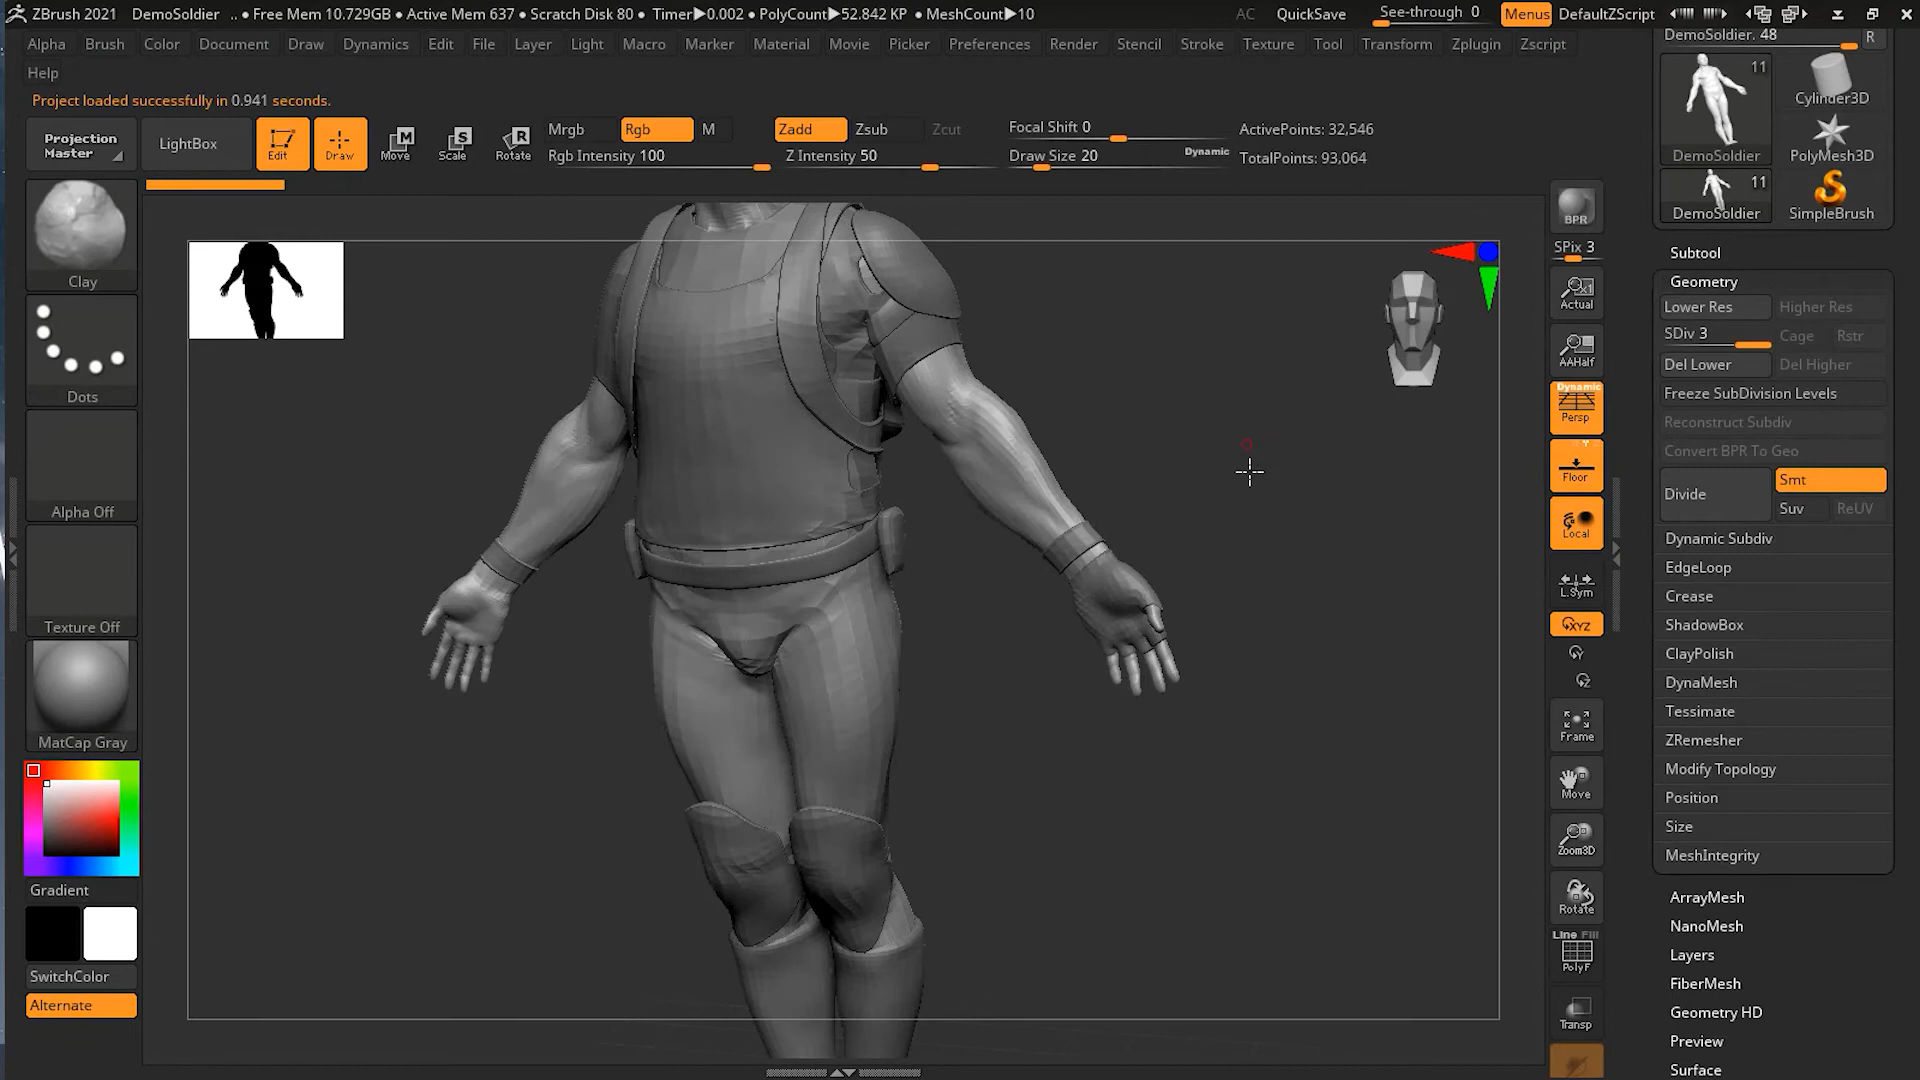 ZBrush 2021 DemoSoldier .. • Free Mem 10.729GB • Active Mem 637 • Scratch Disk 80 • Timer▶0.002 • PolyCount▶52.842 KP • MeshCount▶10 AC QuickSave See-through 0 Menus DefaultZScript
Alpha Brush Color Document Draw Dynamics Edit File Layer Light Macro Marker Material Movie Picker Preferences Render Stencil Stroke Texture Tool Transform Zplugin Zscript
Help
Project loaded successfully in 0.941 seconds.
Projection
Master
LightBox
Edit
Draw
M
Move
S
Scale
R
Rotate
Mrgb Rgb M
Rgb Intensity 100
Zadd Zsub Zcut
Z Intensity 50
Focal Shift 0
Draw Size 20 Dynamic
ActivePoints: 32,546
TotalPoints: 93,064
Clay
Dots
Alpha Off
Texture Off
MatCap Gray
Gradient
SwitchColor
Alternate
BPR
SPix 3
x1
Actual
AAHalf
Dynamic
Persp
Floor
Local
L.Sym
XYZ
Y
Z
Frame
Move
Zoom3D
Rotate
Line Fill
PolyF
Transp
DemoSoldier. 48 R
11
DemoSoldier
Cylinder3D
PolyMesh3D
11
DemoSoldier
SimpleBrush
Subtool
Geometry
Lower Res Higher Res
SDiv 3 Cage Rstr
Del Lower Del Higher
Freeze SubDivision Levels
Reconstruct Subdiv
Convert BPR To Geo
Divide Smt
Suv ReUV
Dynamic Subdiv
EdgeLoop
Crease
ShadowBox
ClayPolish
DynaMesh
Tessimate
ZRemesher
Modify Topology
Position
Size
MeshIntegrity
ArrayMesh
NanoMesh
Layers
FiberMesh
Geometry HD
Preview
Surface